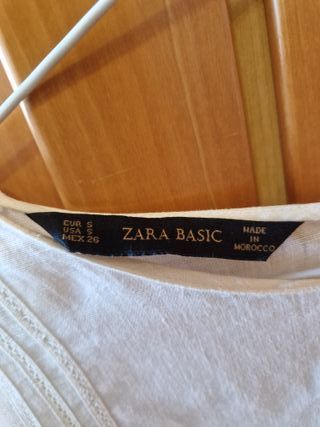 EUR S
USA S
MEX 26
ZARA BASIC
MADE
IN
MOROCCO